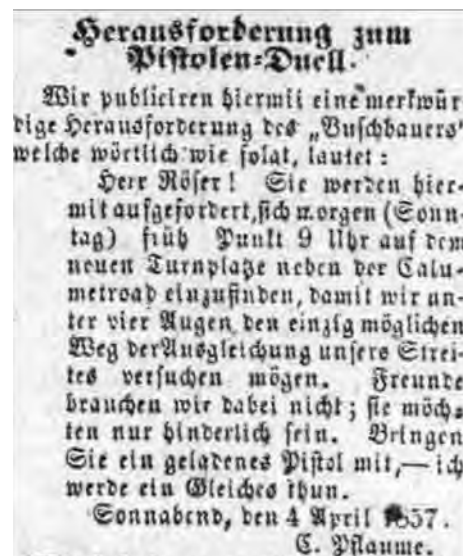 Herausforderung zum
Pistolen-Duell.
Wir publiciren hiermit eine merkwür
dige Herausforderung des „Buschbauers"
welche wörtlich wie folgt, lautet:
Herr Röser! Sie werden hier-
mit aufgefordert, sich morgen (Sonn-
tag) früh Punkt 9 Uhr auf dem
neuen Turnplatze neben der Calu-
metroad einzufinden, damit wir un-
ter vier Augen den einzig möglichen
Weg der Ausgleichung unsers Strei-
tes versuchen mögen. Freunde
brauchen wir dabei nicht; sie möch-
ten nur hinderlich sein. Bringen
Sie ein geladenes Pistol mit,—ich
werde ein Gleiches thun.
Sonnabend, den 4 April 1857.
C. Pflaume.